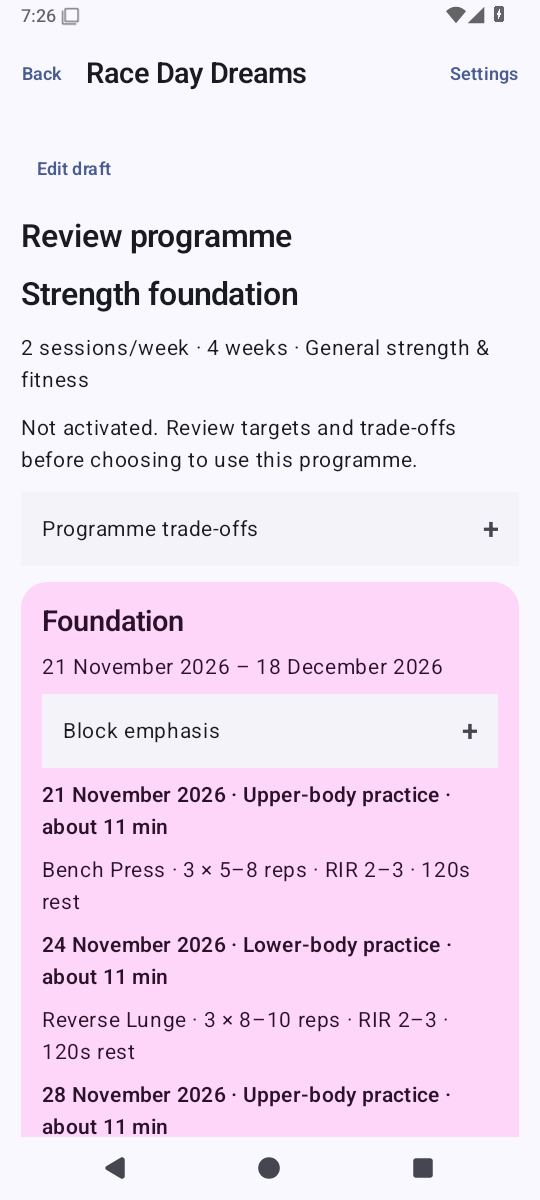 7:26
Back
Race Day Dreams
Settings
Edit draft
Review programme
Strength foundation
2 sessions/week · 4 weeks · General strength &
fitness
Not activated. Review targets and trade-offs
before choosing to use this programme.
Programme trade-offs
+
Foundation
21 November 2026 – 18 December 2026
Block emphasis
+
21 November 2026 · Upper-body practice ·
about 11 min
Bench Press · 3 × 5–8 reps · RIR 2–3 · 120s
rest
24 November 2026 · Lower-body practice ·
about 11 min
Reverse Lunge · 3 × 8–10 reps · RIR 2–3 ·
120s rest
28 November 2026 · Upper-body practice ·
about 11 min